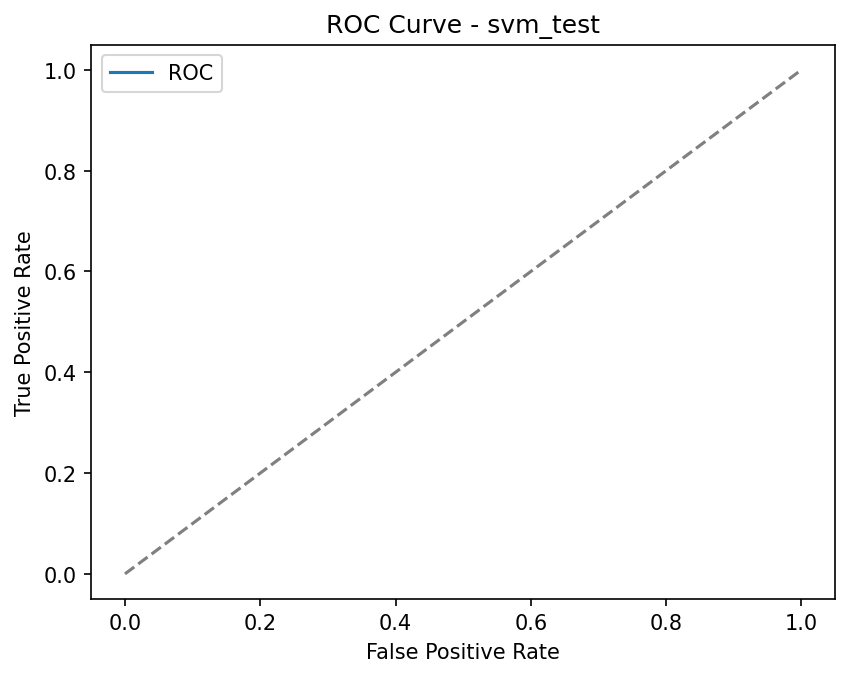 ROC Curve - svm_test
ROC
True Positive Rate
1.0
0.8
0.6
0.4
0.2
0.0
0.0 0.2 0.4 0.6 0.8 1.0
False Positive Rate